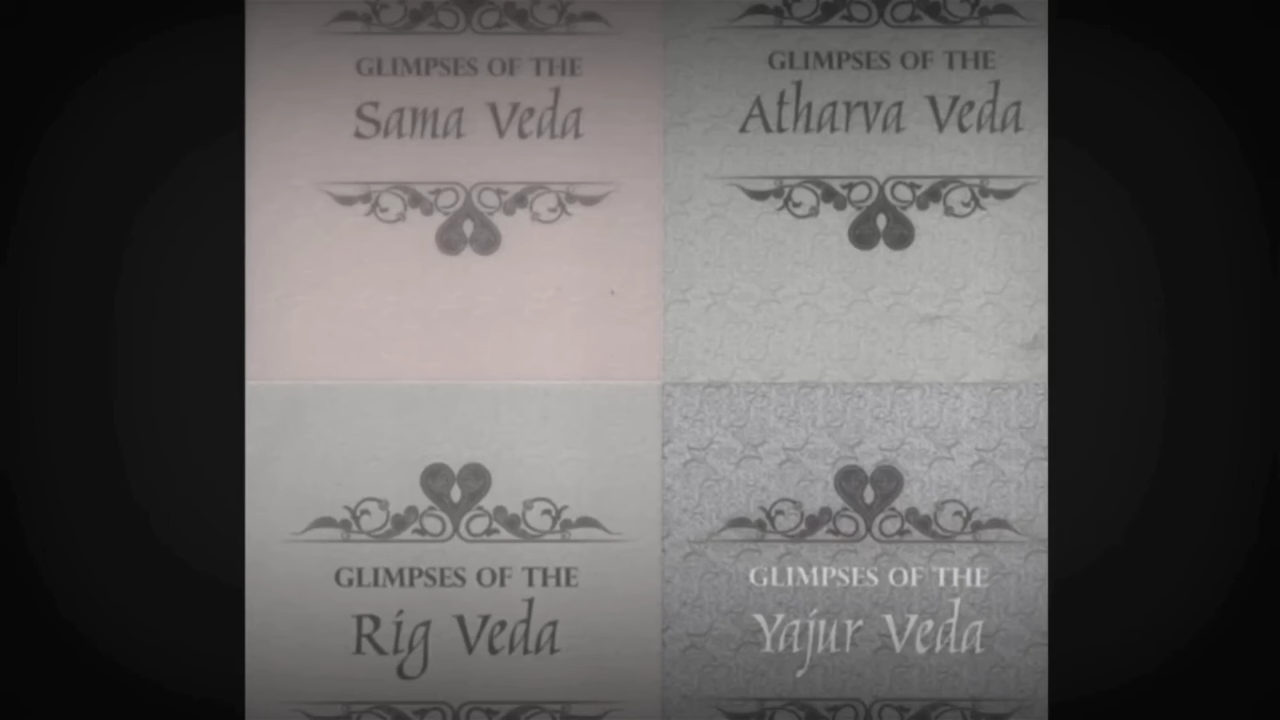 GLIMPSES OF THE
Sama Veda
GLIMPSES OF THE
Atharva Veda
GLIMPSES OF THE
Rig Veda
GLIMPSES OF THE
Yajur Veda